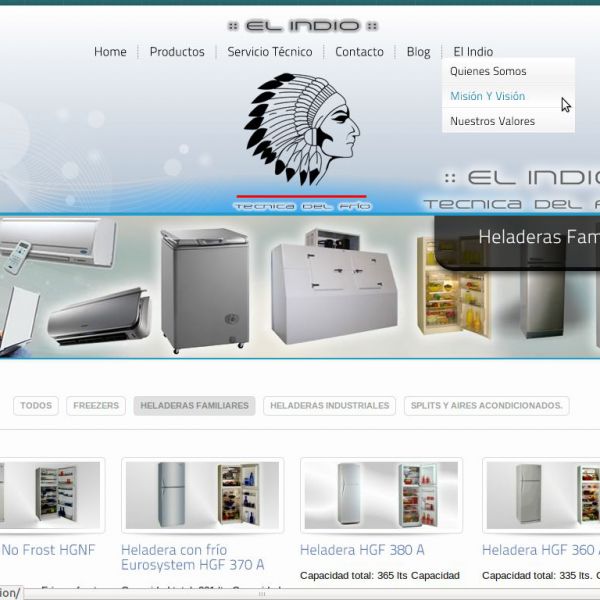 :: EL INDIO ::
Home Productos Servicio Técnico Contacto Blog El Indio
Quienes Somos
Misión Y Visión
Nuestros Valores
:: EL INDIO
TECNICA DEL FRÍO
TECNICA DEL F
Heladeras Fam
TODOS FREEZERS HELADERAS FAMILIARES HELADERAS INDUSTRIALES SPLITS Y AIRES ACONDICIONADOS.
No Frost HGNF
Heladera con frío
Eurosystem HGF 370 A
Heladera HGF 380 A
Heladera HGF 360
Capacidad total: 365 lts Capacidad
Capacidad total: 335 lts. C
ion/